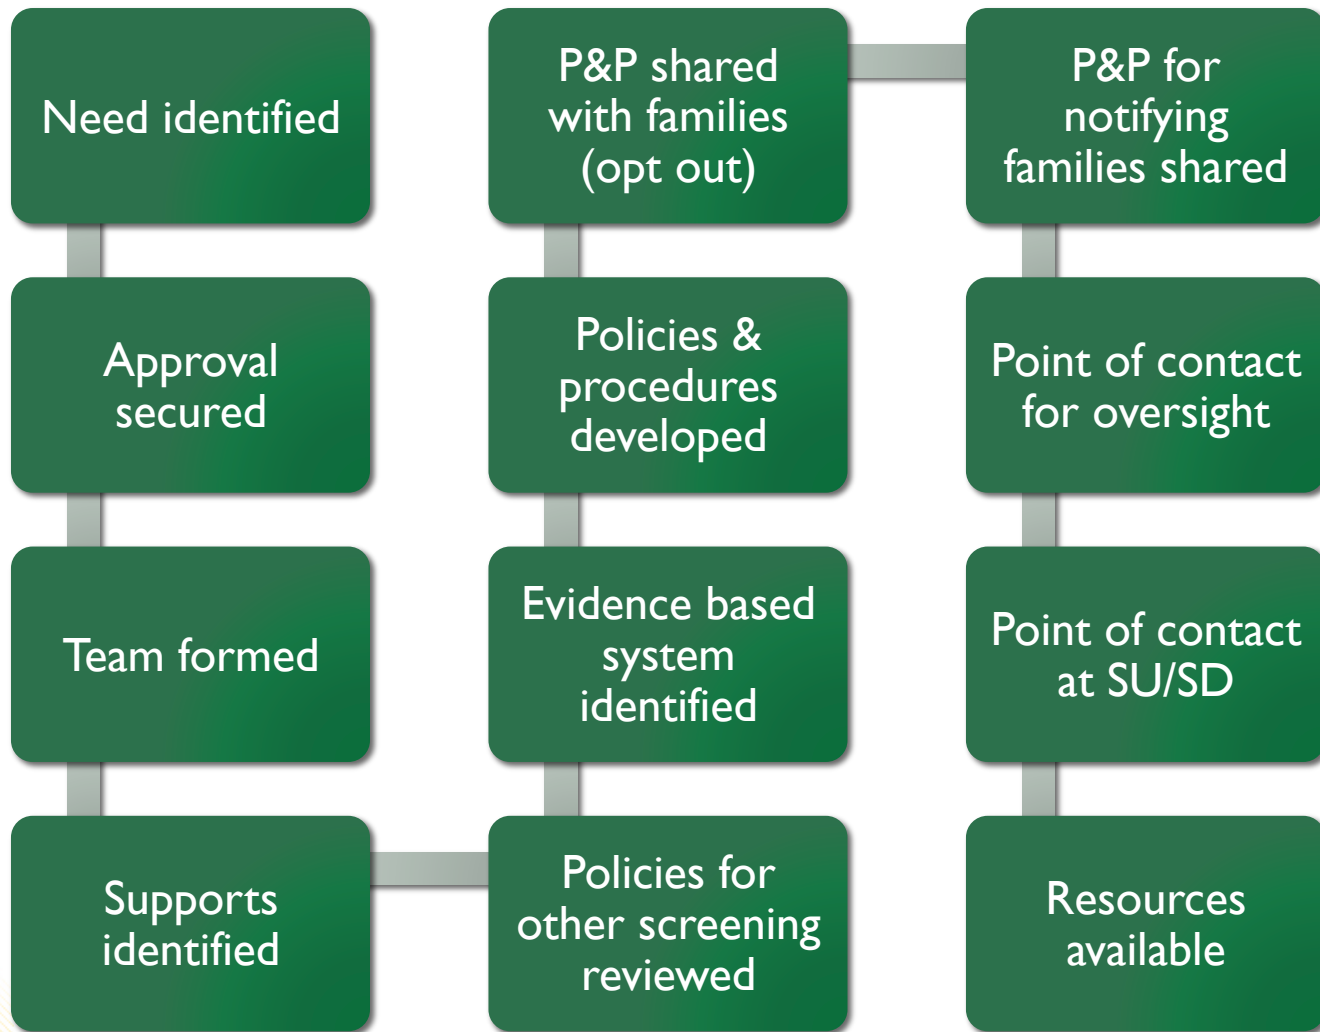 Need identified
Approval
secured
Team formed
Supports
identified
Policies for
other screening
reviewed
Evidence based
system
identified
Policies &
procedures
developed
P&P shared
with families
(opt out)
P&P for
notifying
families shared
Point of contact
for oversight
Point of contact
at SU/SD
Resources
available